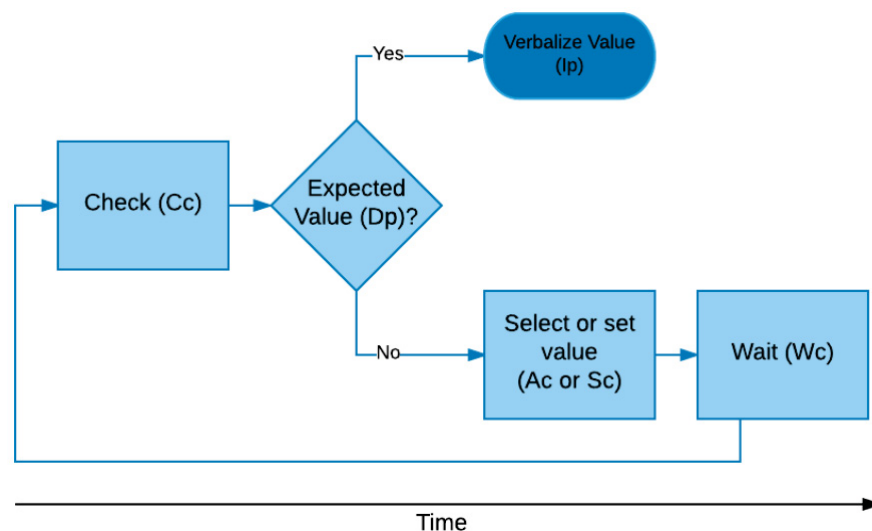 Verbalize Value
(Ip)
Yes
Check (Cc)
Expected
Value (Dp)?
No
Select or set
value
(Ac or Sc)
Wait (Wc)
Time